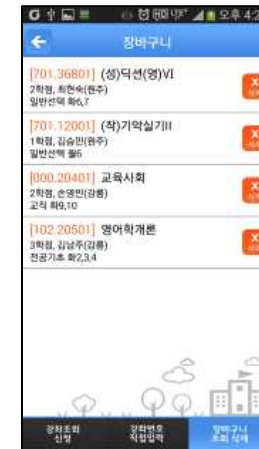 오후 4:2
장바구니
[701.36801] (성)딕션(영)VI
2학점, 최현숙(원주)
일반선택 화6,7
[701.12001] (작)기악실기II
1학점, 김승민(원주)
일반선택 월6
[000.20401] 교육사회
2학점, 손영민(강릉)
교직 화9,10
[102.20501] 영어학개론
3학점, 김남주(강릉)
전공기초 화2,3,4
강좌조회
신청
강좌번호
직접입력
장바구니
조회 삭제